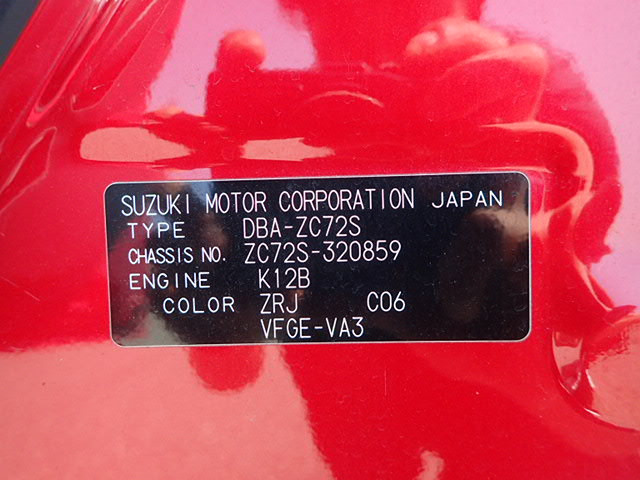 SUZUKI MOTOR CORPORATION JAPAN
TYPE DBA-ZC72S
CHASSIS NO. ZC72S-320859
ENGINE K12B
COLOR ZRJ C06
VFGE-VA3